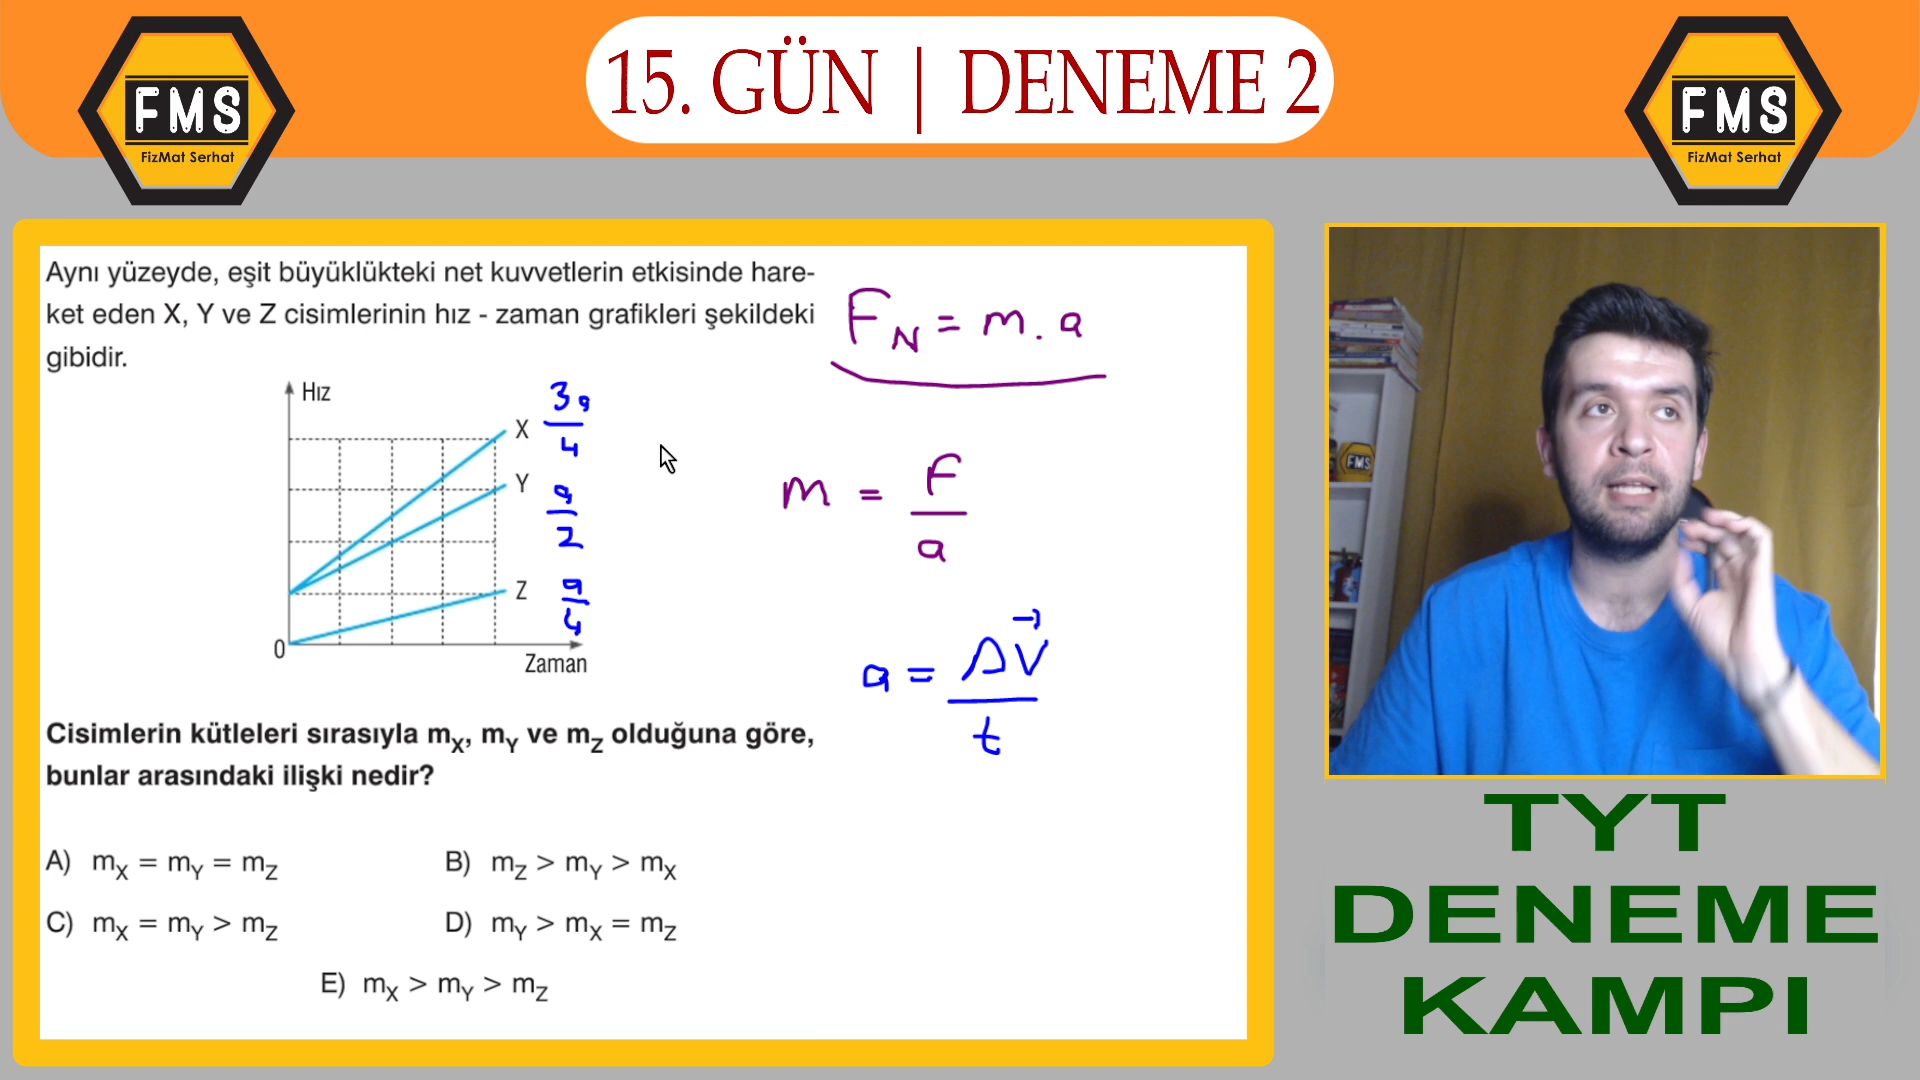 15. GÜN | DENEME 2
FMS
FizMat Serhat
FMS
FizMat Serhat
Aynı yüzeyde, eşit büyüklükteki net kuvvetlerin etkisinde hare-
ket eden X, Y ve Z cisimlerinin hız - zaman grafikleri şekildeki
gibidir.
Hız
X
Y
Z
0
Zaman
3a/4
a/2
a/4
F_N = m . a
m = F/a
a = ΔV⃗/t
Cisimlerin kütleleri sırasıyla m_X, m_Y ve m_Z olduğuna göre,
bunlar arasındaki ilişki nedir?
A) m_X = m_Y = m_Z
B) m_Z > m_Y > m_X
C) m_X = m_Y > m_Z
D) m_Y > m_X = m_Z
E) m_X > m_Y > m_Z
FMS
TYT
DENEME
KAMPI